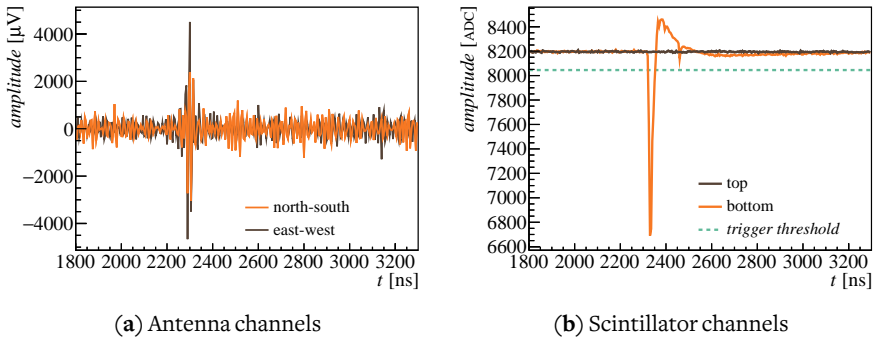 amplitude [μV]
4000
2000
0
−2000
−4000
north-south
east-west
1800 2000 2200 2400 2600 2800 3000 3200
t [ns]
(a) Antenna channels
amplitude [ADC]
8400
8200
8000
7800
7600
7400
7200
7000
6800
6600
top
bottom
trigger threshold
1800 2000 2200 2400 2600 2800 3000 3200
t [ns]
(b) Scintillator channels